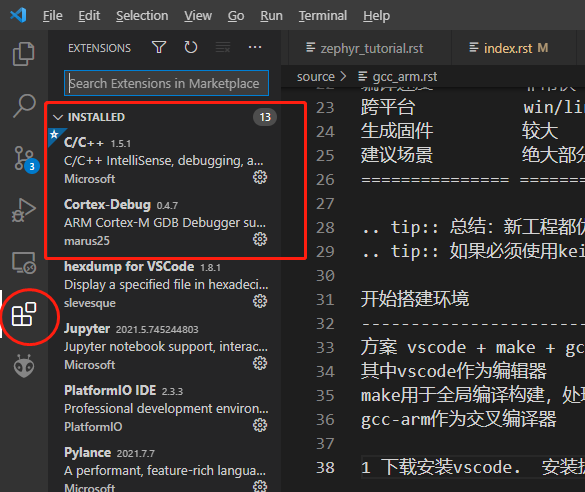 File Edit Selection View Go Run Terminal Help
EXTENSIONS
Search Extensions in Marketplace
INSTALLED 13
C/C++ 1.5.1
C/C++ IntelliSense, debugging, a...
Microsoft
Cortex-Debug 0.4.7
ARM Cortex-M GDB Debugger su...
marus25
hexdump for VSCode 1.8.1
Display a specified file in hexadeci...
slevesque
Jupyter 2021.5.745244803
Jupyter notebook support, interac...
Microsoft
PlatformIO IDE 2.3.3
Professional development environ...
PlatformIO
Pylance 2021.7.7
A performant, feature-rich langua...
Microsoft
3
zephyr_tutorial.rst index.rst M
source > gcc_arm.rst
22
23 跨平台 win/lin
24 生成固件 较大
25 建议场景 绝大部分
26 =============== ========
27
28 .. tip:: 总结：新工程都优
29 .. tip:: 如果必须使用kei
30
31 开始搭建环境
32 ------------------------
33 方案 vscode + make + gc
34 其中vscode作为编辑器
35 make用于全局编译构建，处理
36 gcc-arm作为交叉编译器
37
38 1 下载安装vscode. 安装